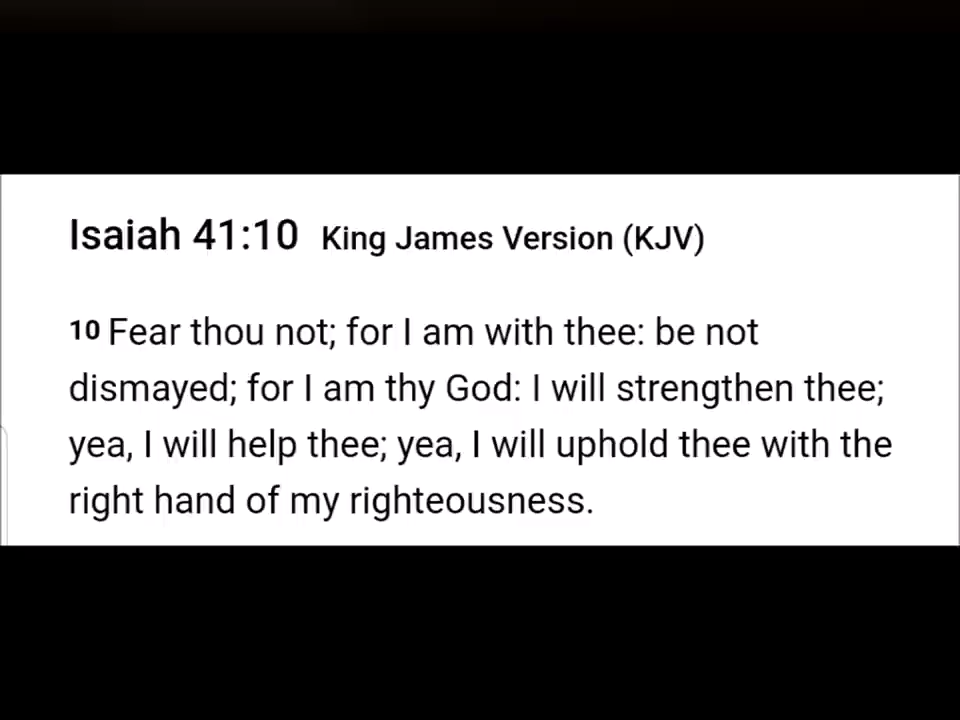 Isaiah 41:10 King James Version (KJV)
10 Fear thou not; for I am with thee: be not
dismayed; for I am thy God: I will strengthen thee;
yea, I will help thee; yea, I will uphold thee with the
right hand of my righteousness.